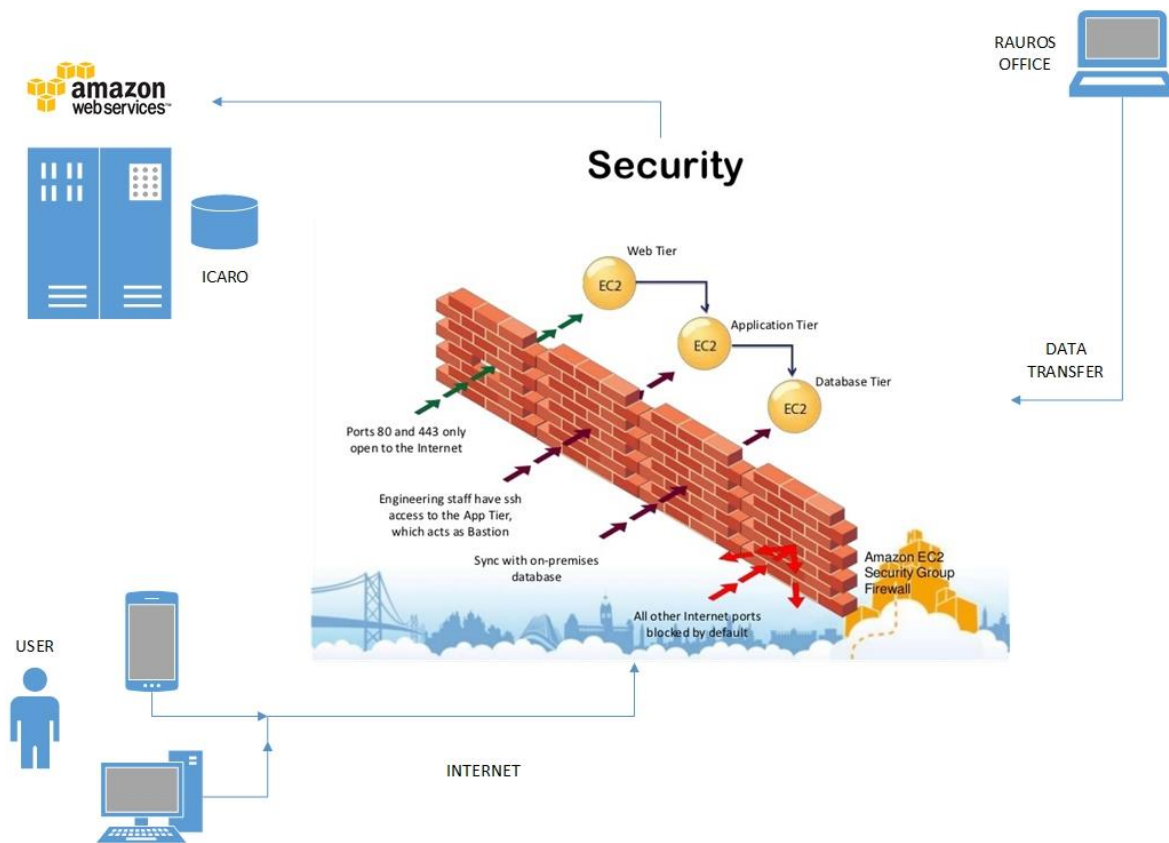 RAUROS
OFFICE
amazon
webservices™
Security
ICARO
Web Tier
EC2
Application Tier
EC2
Database Tier
EC2
DATA
TRANSFER
Ports 80 and 443 only
open to the Internet
Engineering staff have ssh
access to the App Tier,
which acts as Bastion
Sync with on-premises
database
Amazon EC2
Security Group
Firewall
All other Internet ports
blocked by default
USER
INTERNET